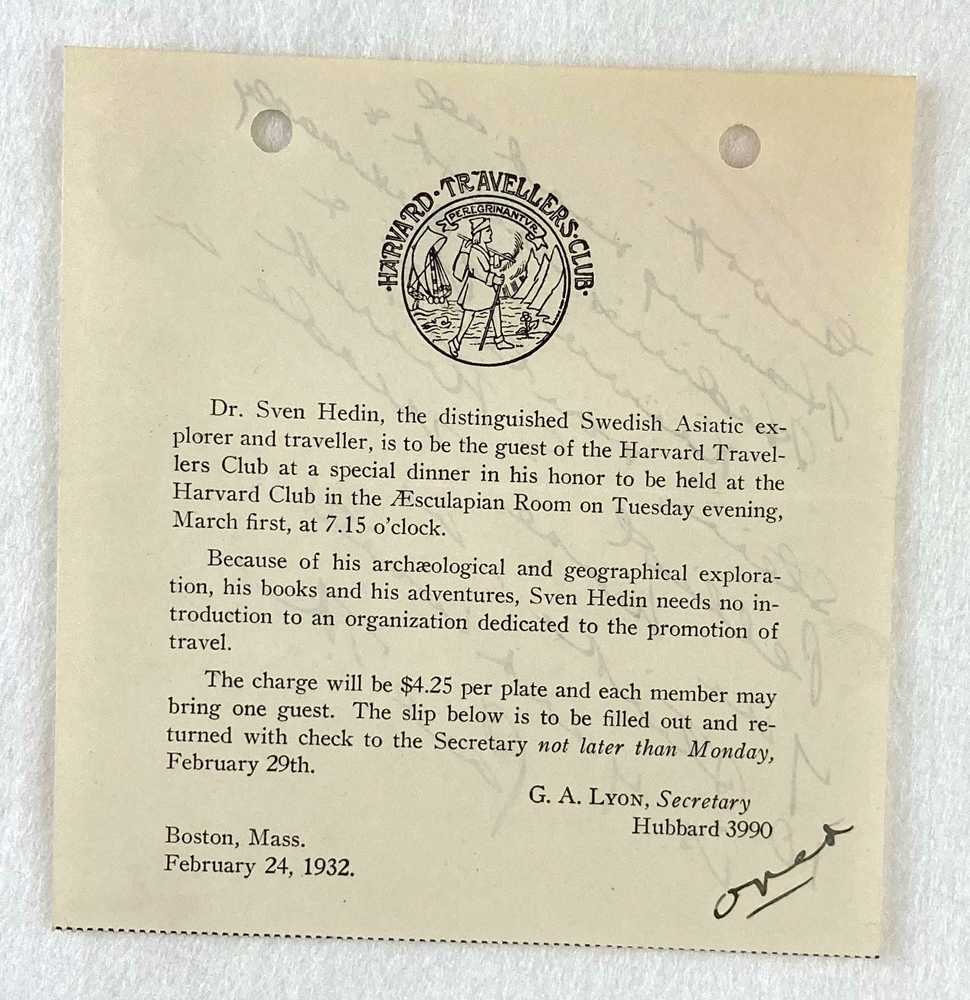 ·HARVARD·TRAVELLERS·CLUB·
PEREGRINANTVR
Dr. Sven Hedin, the distinguished Swedish Asiatic ex-
plorer and traveller, is to be the guest of the Harvard Travel-
lers Club at a special dinner in his honor to be held at the
Harvard Club in the Æsculapian Room on Tuesday evening,
March first, at 7.15 o'clock.
Because of his archæological and geographical explora-
tion, his books and his adventures, Sven Hedin needs no in-
troduction to an organization dedicated to the promotion of
travel.
The charge will be $4.25 per plate and each member may
bring one guest. The slip below is to be filled out and re-
turned with check to the Secretary not later than Monday,
February 29th.
G. A. Lyon, Secretary
Hubbard 3990
Boston, Mass.
February 24, 1932.
over